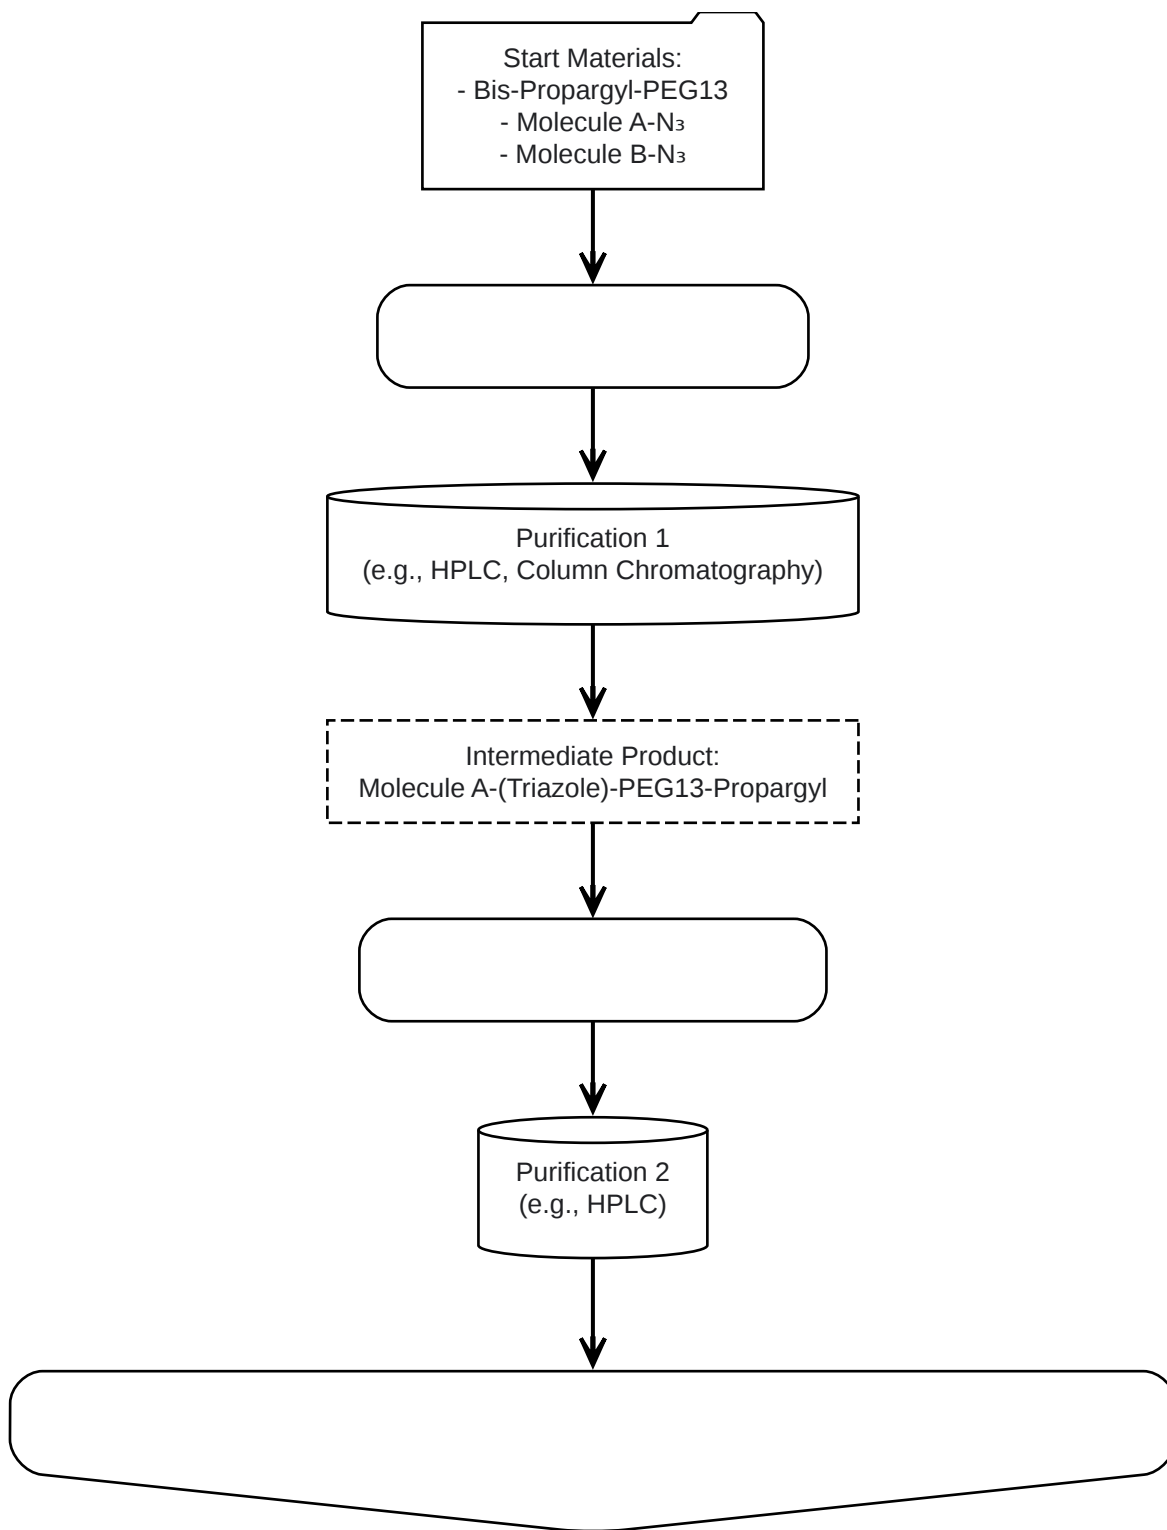 Start Materials:
- Bis-Propargyl-PEG13
- Molecule A-N₃
- Molecule B-N₃
Purification 1
(e.g., HPLC, Column Chromatography)
Intermediate Product:
Molecule A-(Triazole)-PEG13-Propargyl
Purification 2
(e.g., HPLC)